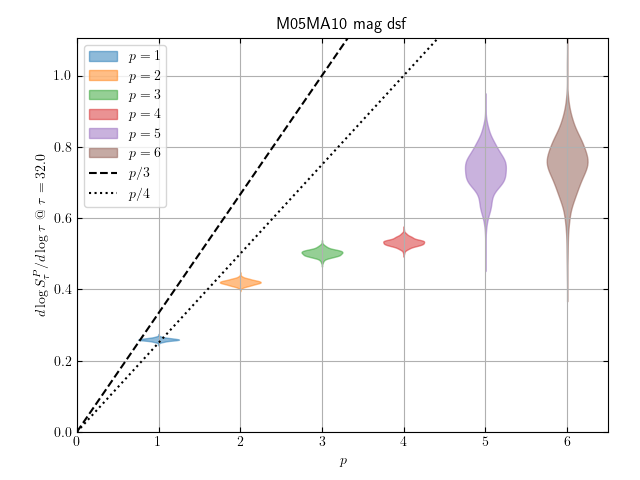 M05MA10 mag dsf
d log S_τ^P / d log τ @ τ = 32.0
1.0
0.8
0.6
0.4
0.2
0.0
p = 1
p = 2
p = 3
p = 4
p = 5
p = 6
p/3
p/4
0 1 2 3 4 5 6
p